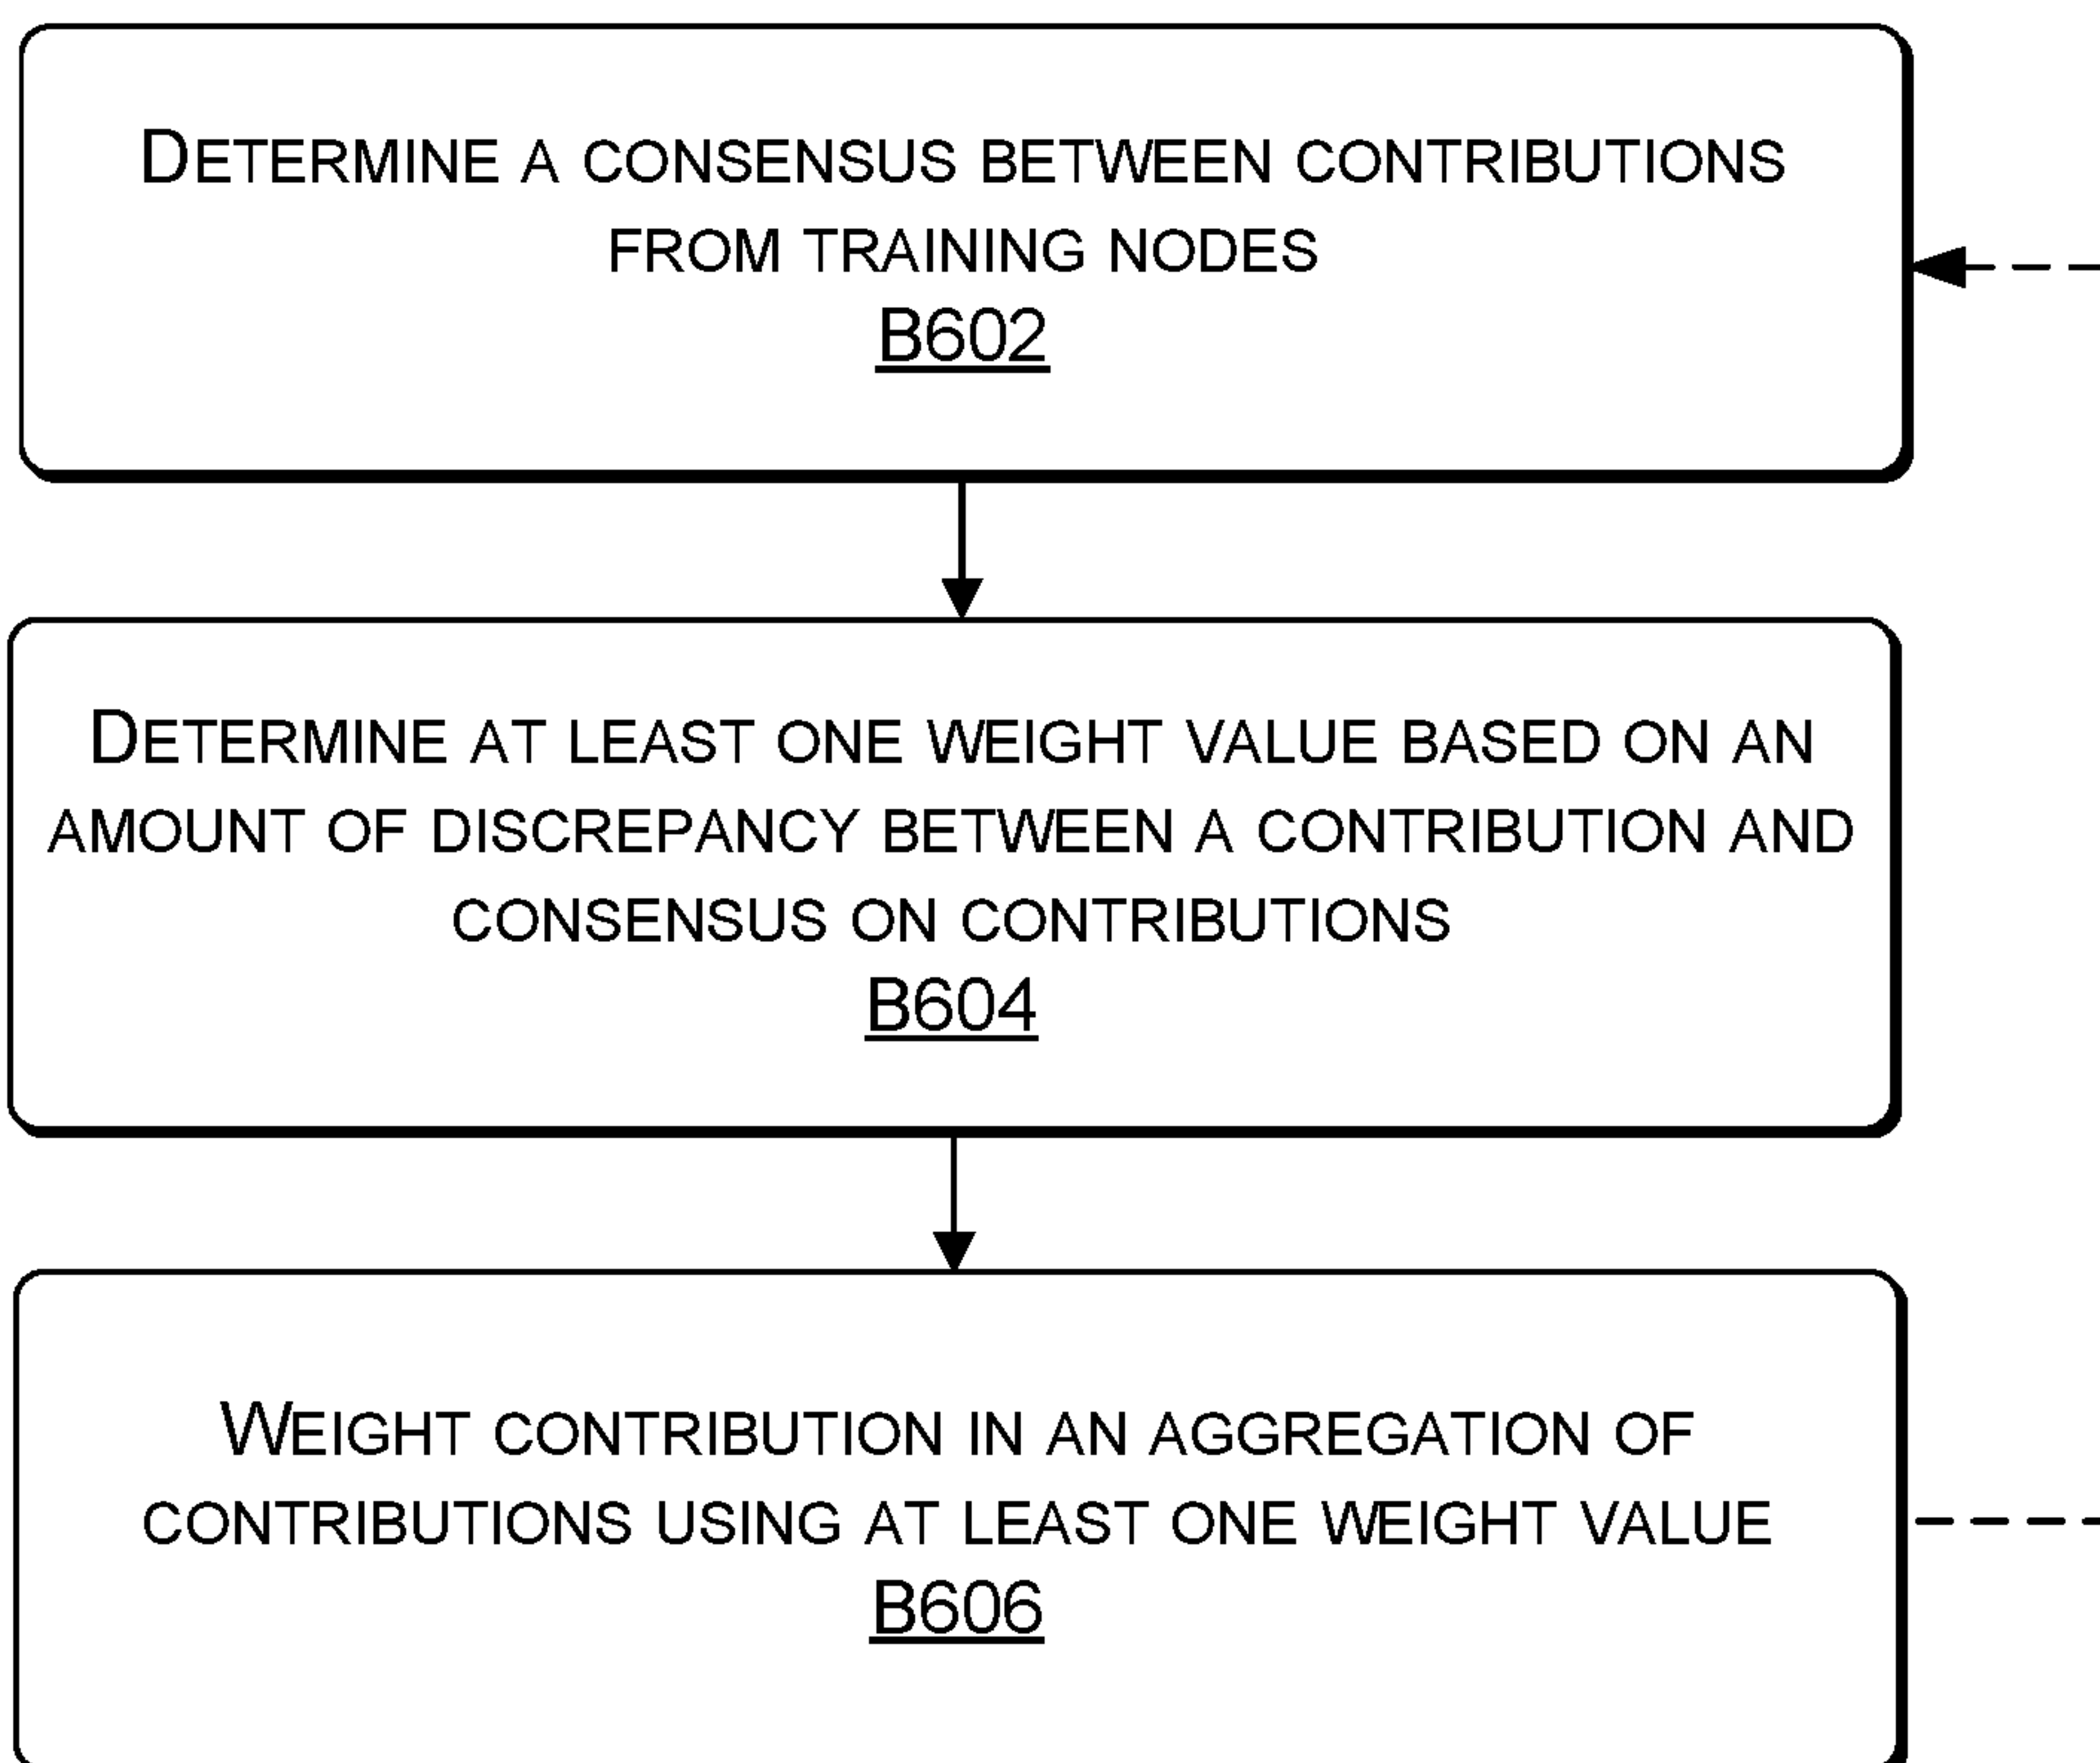 DETERMINE A CONSENSUS BETWEEN CONTRIBUTIONS
FROM TRAINING NODES
B602
DETERMINE AT LEAST ONE WEIGHT VALUE BASED ON AN
AMOUNT OF DISCREPANCY BETWEEN A CONTRIBUTION AND
CONSENSUS ON CONTRIBUTIONS
B604
WEIGHT CONTRIBUTION IN AN AGGREGATION OF
CONTRIBUTIONS USING AT LEAST ONE WEIGHT VALUE
B606